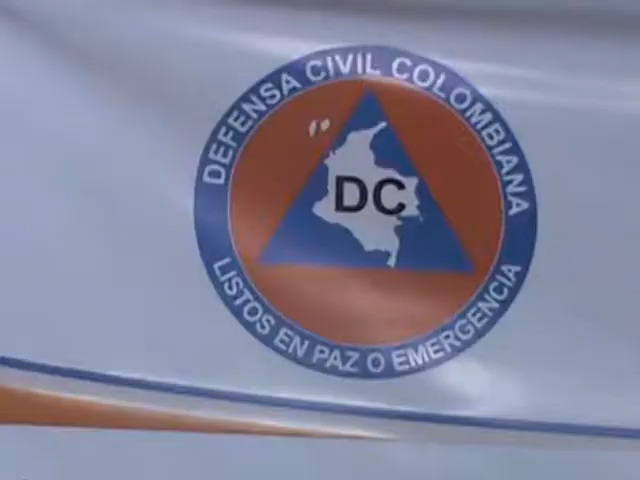 DEFENSA CIVIL COLOMBIANA
DC
LISTOS EN PAZ O EMERGENCIA